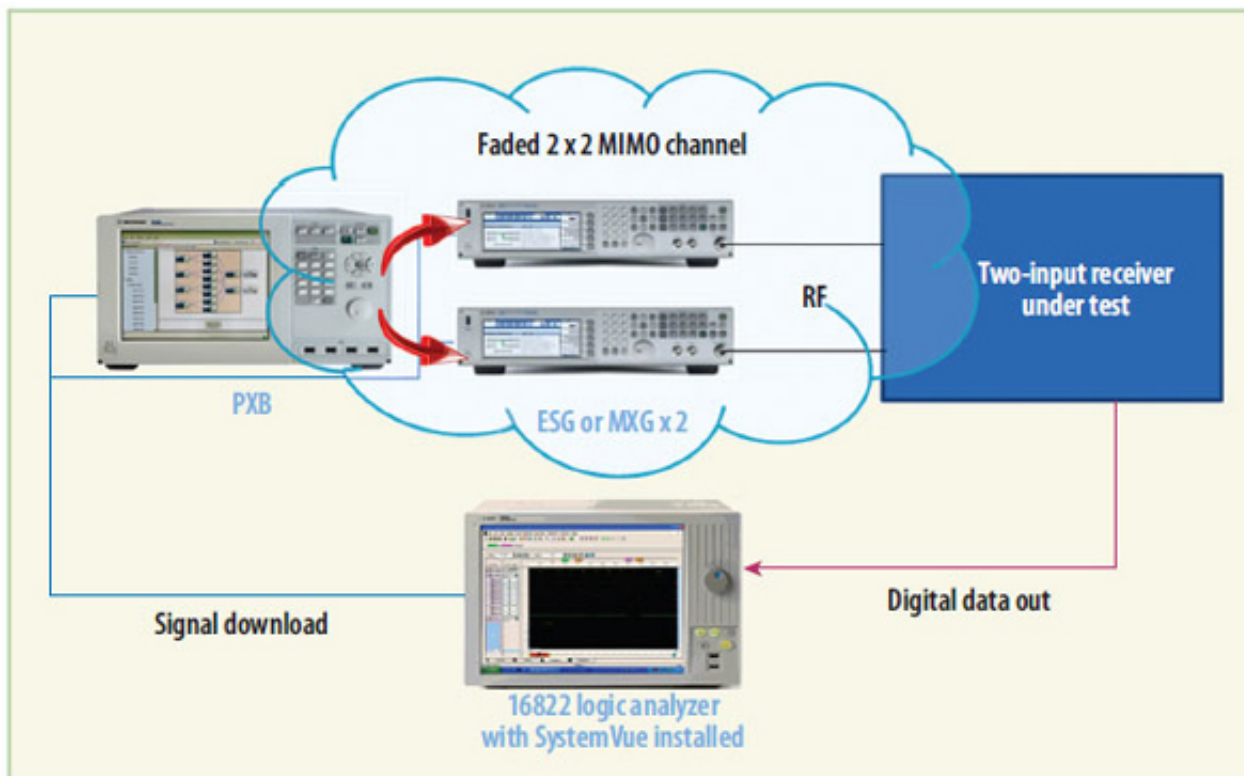 Faded 2 x 2 MIMO channel
Two-input receiver
under test
RF
PXB
ESG or MXG x 2
Signal download
Digital data out
16822 logic analyzer
with SystemVue installed